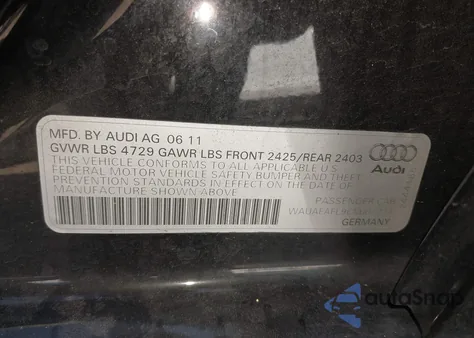 MFD. BY AUDI AG 06 11
GVWR LBS 4729 GAWR LBS FRONT 2425/REAR 2403
THIS VEHICLE CONFORMS TO ALL APPLICABLE U.S.
FEDERAL MOTOR VEHICLE SAFETY, BUMPER AND THEFT
PREVENTION STANDARDS IN EFFECT ON THE DATE OF
MANUFACTURE SHOWN ABOVE
Audi
PASSENGER CAR
GERMANY
autoSnap